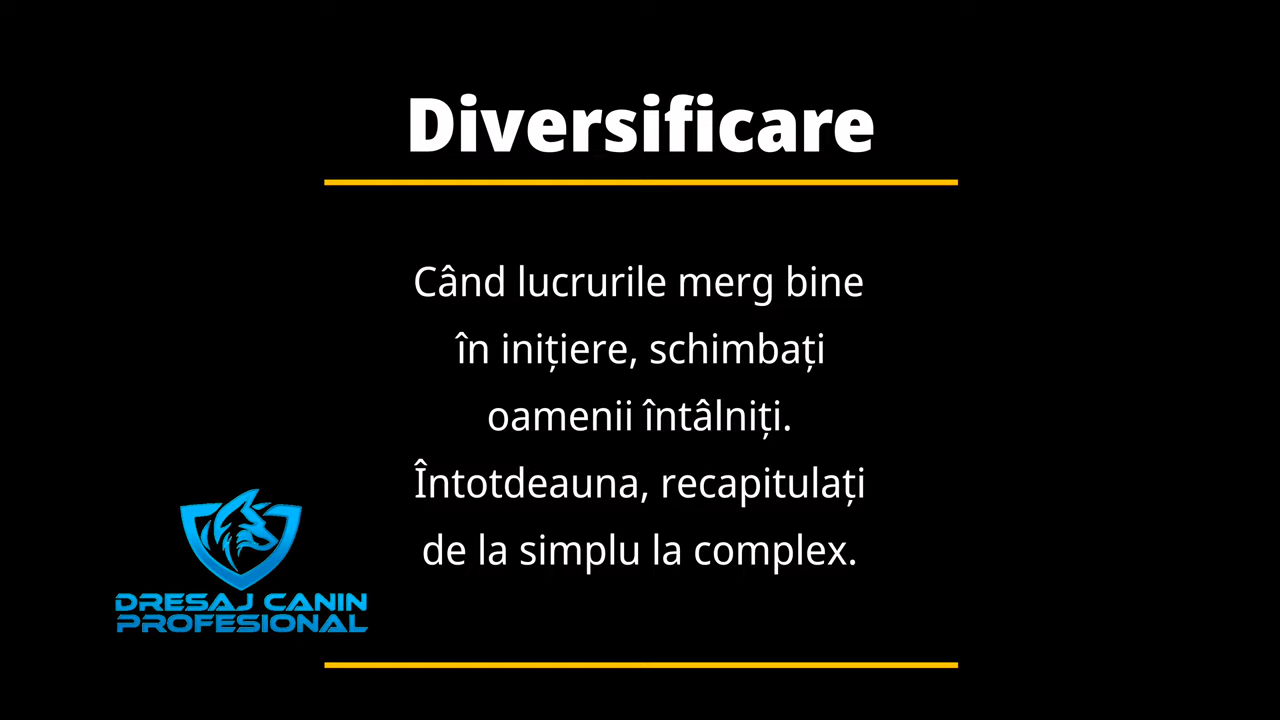 Diversificare
Când lucrurile merg bine
în inițiere, schimbați
oamenii întâlniți.
Întotdeauna, recapitulați
de la simplu la complex.
DRESAJ CANIN
PROFESIONAL